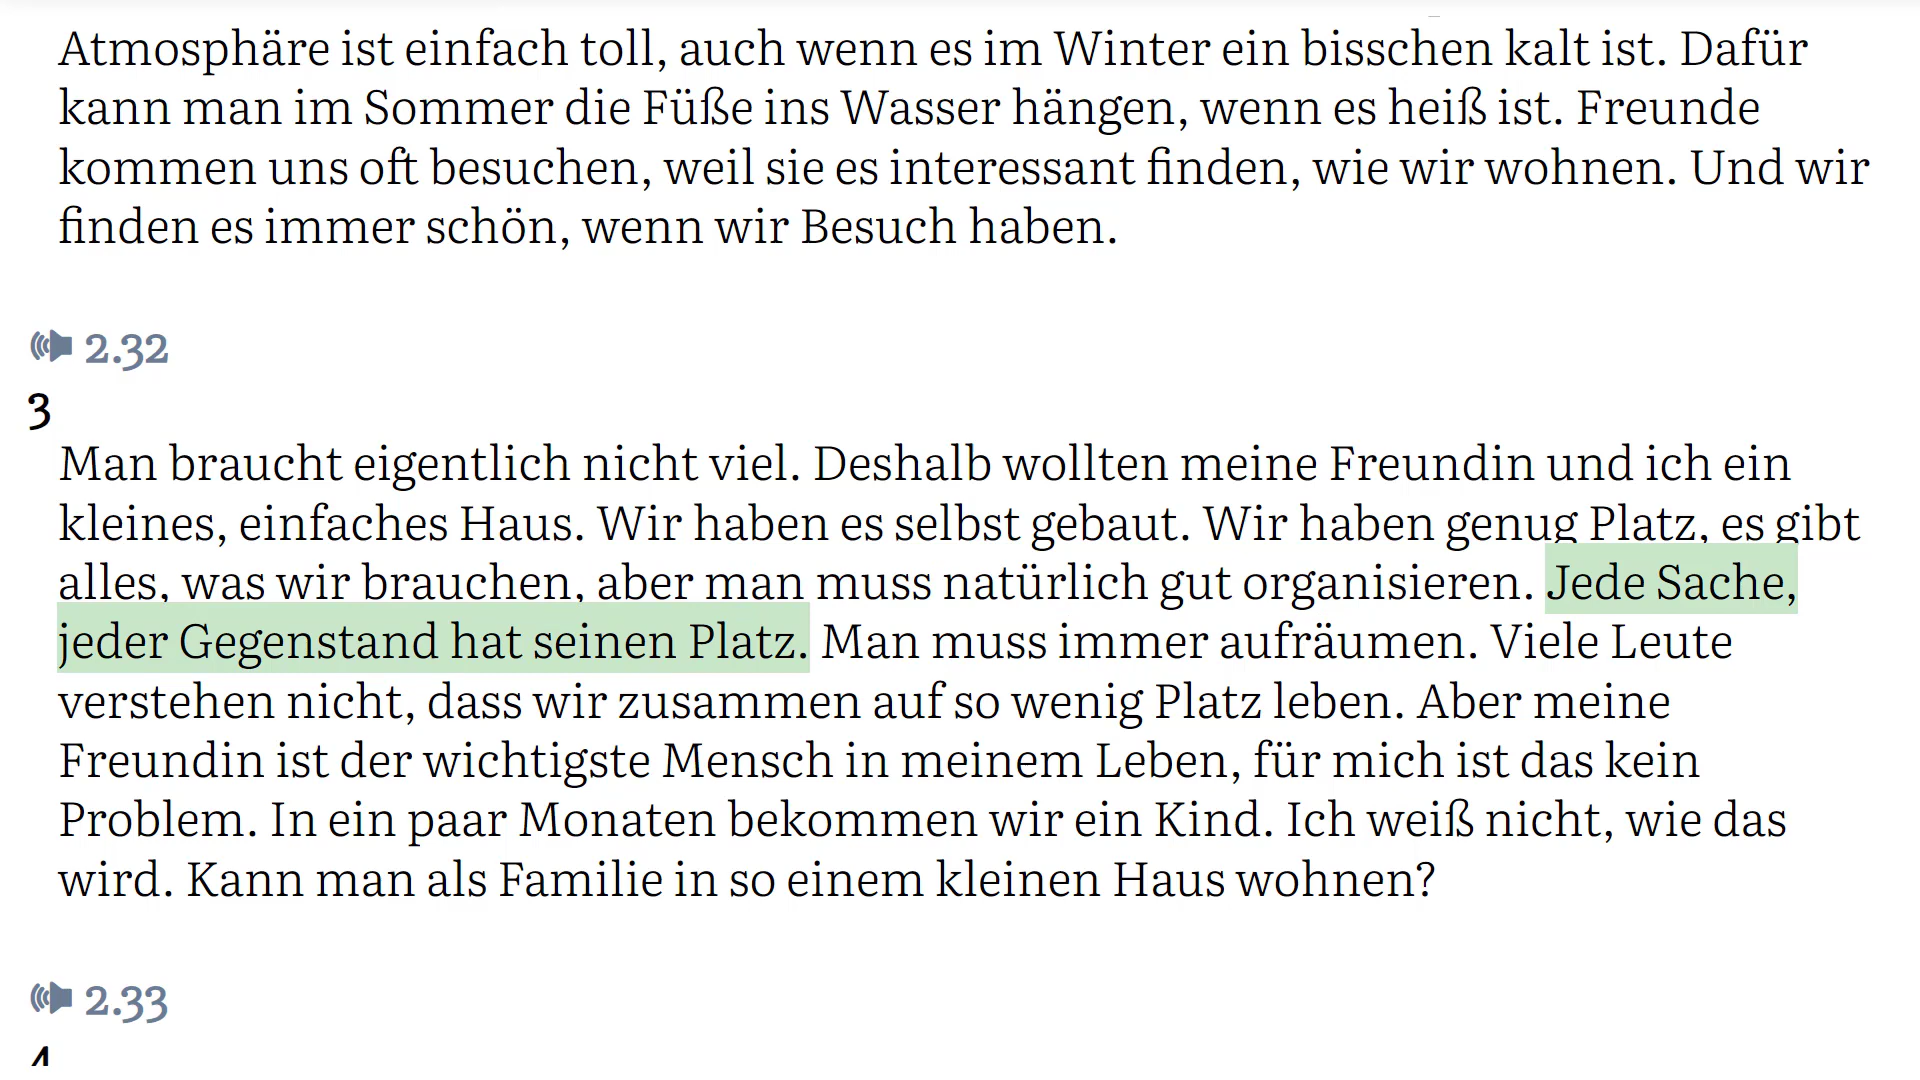 Atmosphäre ist einfach toll, auch wenn es im Winter ein bisschen kalt ist. Dafür
kann man im Sommer die Füße ins Wasser hängen, wenn es heiß ist. Freunde
kommen uns oft besuchen, weil sie es interessant finden, wie wir wohnen. Und wir
finden es immer schön, wenn wir Besuch haben.
2.32
3
Man braucht eigentlich nicht viel. Deshalb wollten meine Freundin und ich ein
kleines, einfaches Haus. Wir haben es selbst gebaut. Wir haben genug Platz, es gibt
alles, was wir brauchen, aber man muss natürlich gut organisieren. Jede Sache,
jeder Gegenstand hat seinen Platz. Man muss immer aufräumen. Viele Leute
verstehen nicht, dass wir zusammen auf so wenig Platz leben. Aber meine
Freundin ist der wichtigste Mensch in meinem Leben, für mich ist das kein
Problem. In ein paar Monaten bekommen wir ein Kind. Ich weiß nicht, wie das
wird. Kann man als Familie in so einem kleinen Haus wohnen?
2.33
4